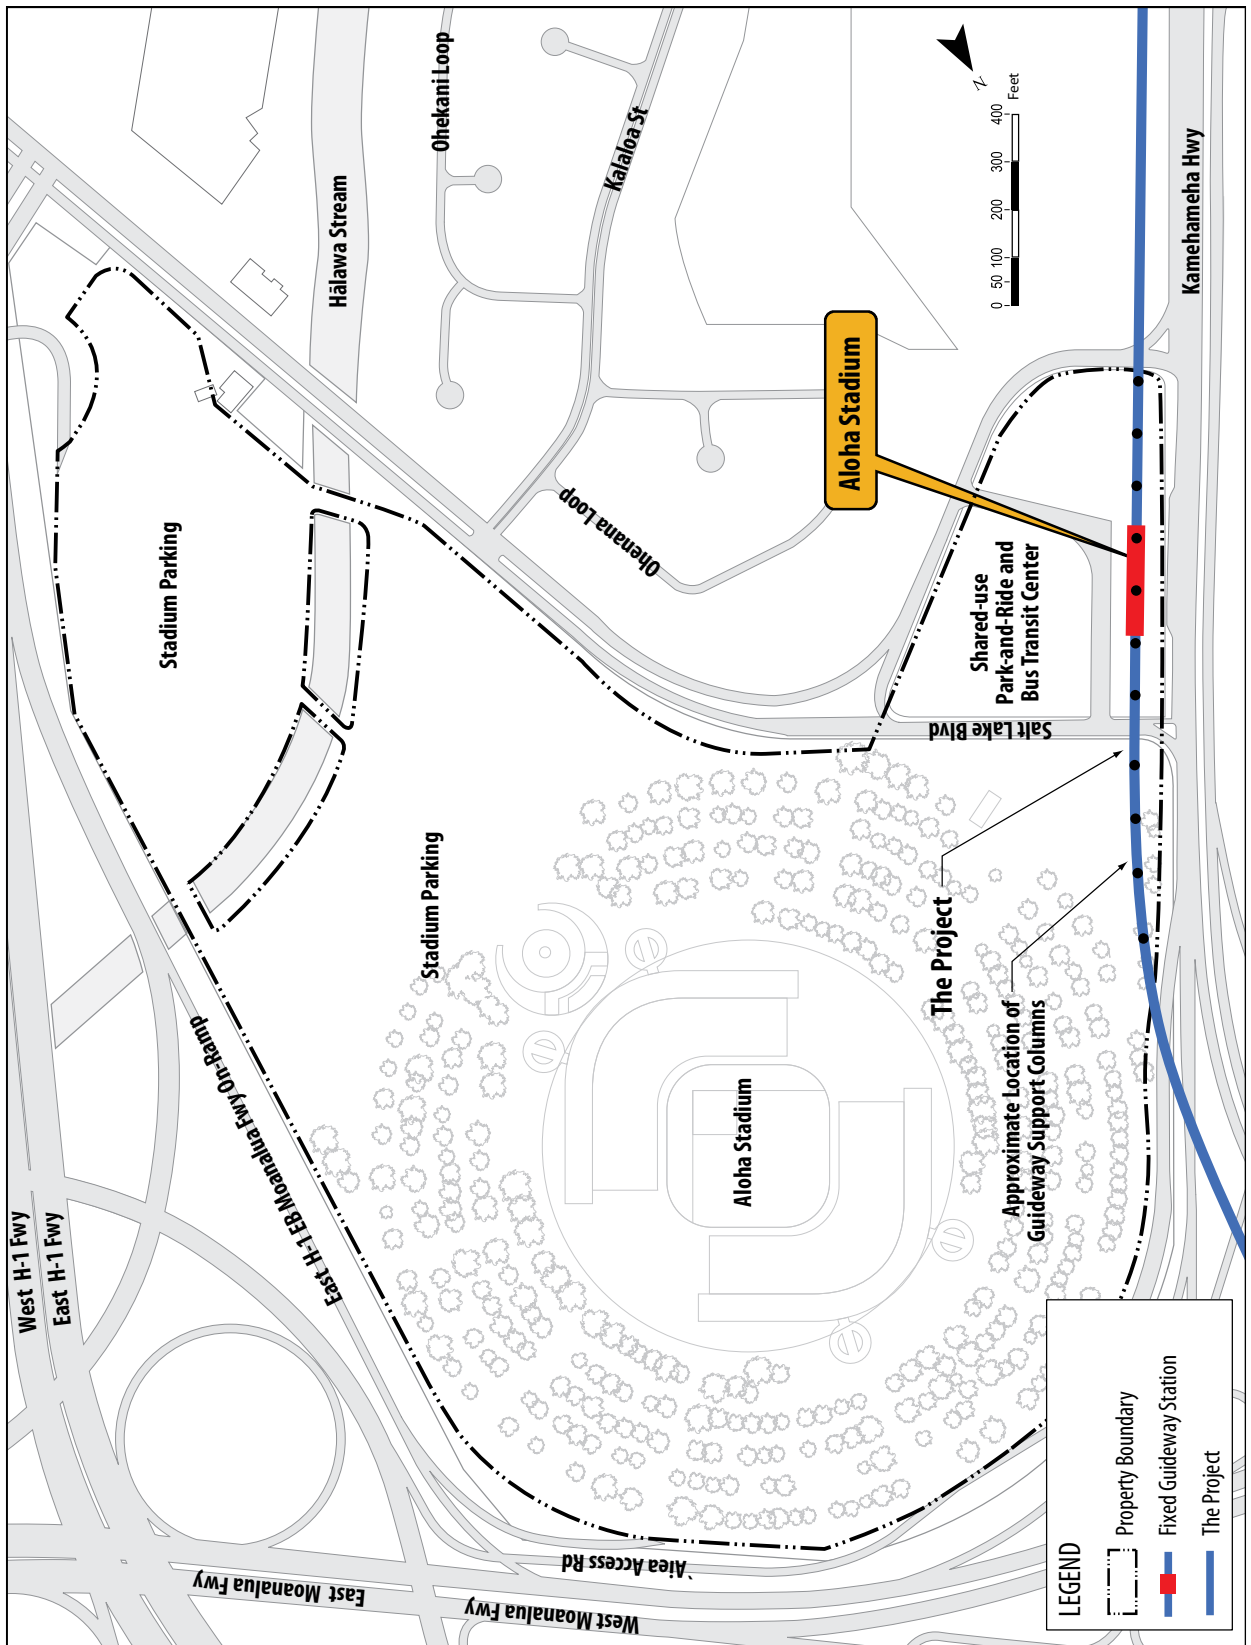 West H-1 Fwy
East H-1 Fwy
East H-1 EB Moanalua Fwy On-Ramp
Stadium Parking
Hālawa Stream
Ohekani Loop
Kalaloa St
Ohenana Loop
Stadium Parking
Aloha Stadium
Aloha Stadium
Shared-use
Park-and-Ride and
Bus Transit Center
Salt Lake Blvd
Kamehameha Hwy
The Project
Approximate Location of
Guideway Support Columns
East Moanalua Fwy
West Moanalua Fwy
`Aiea Access Rd
N
0 50 100 200 300 400
Feet
LEGEND
Property Boundary
Fixed Guideway Station
The Project